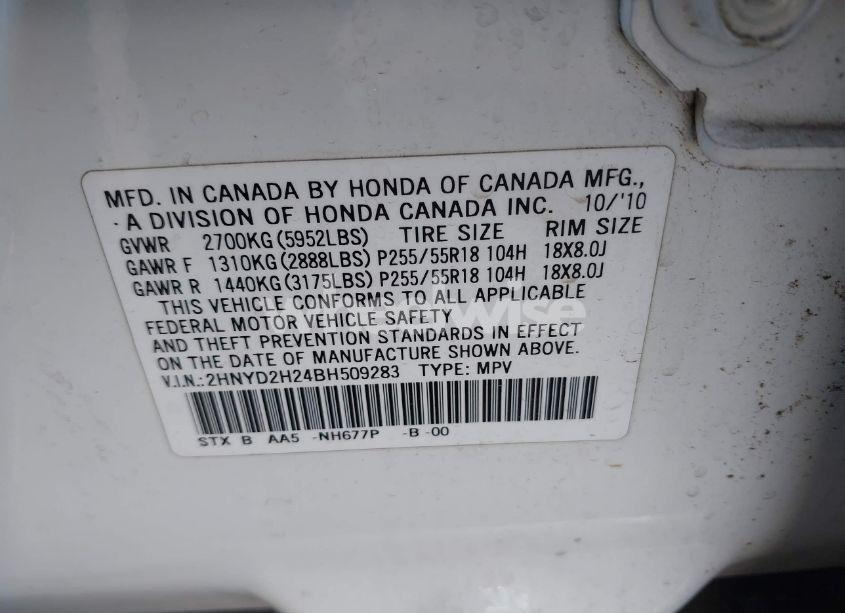 MFD. IN CANADA BY HONDA OF CANADA MFG.,
A DIVISION OF HONDA CANADA INC. 10/'10
GVWR 2700KG(5952LBS) TIRE SIZE RIM SIZE
GAWR F 1310KG(2888LBS) P255/55R18 104H 18X8.0J
GAWR R 1440KG(3175LBS) P255/55R18 104H 18X8.0J
THIS VEHICLE CONFORMS TO ALL APPLICABLE
FEDERAL MOTOR VEHICLE SAFETY
AND THEFT PREVENTION STANDARDS IN EFFECT
ON THE DATE OF MANUFACTURE SHOWN ABOVE.
V.I.N.:2HNYD2H24BH509283 TYPE: MPV
STX B AA5 -NH677P -B -00